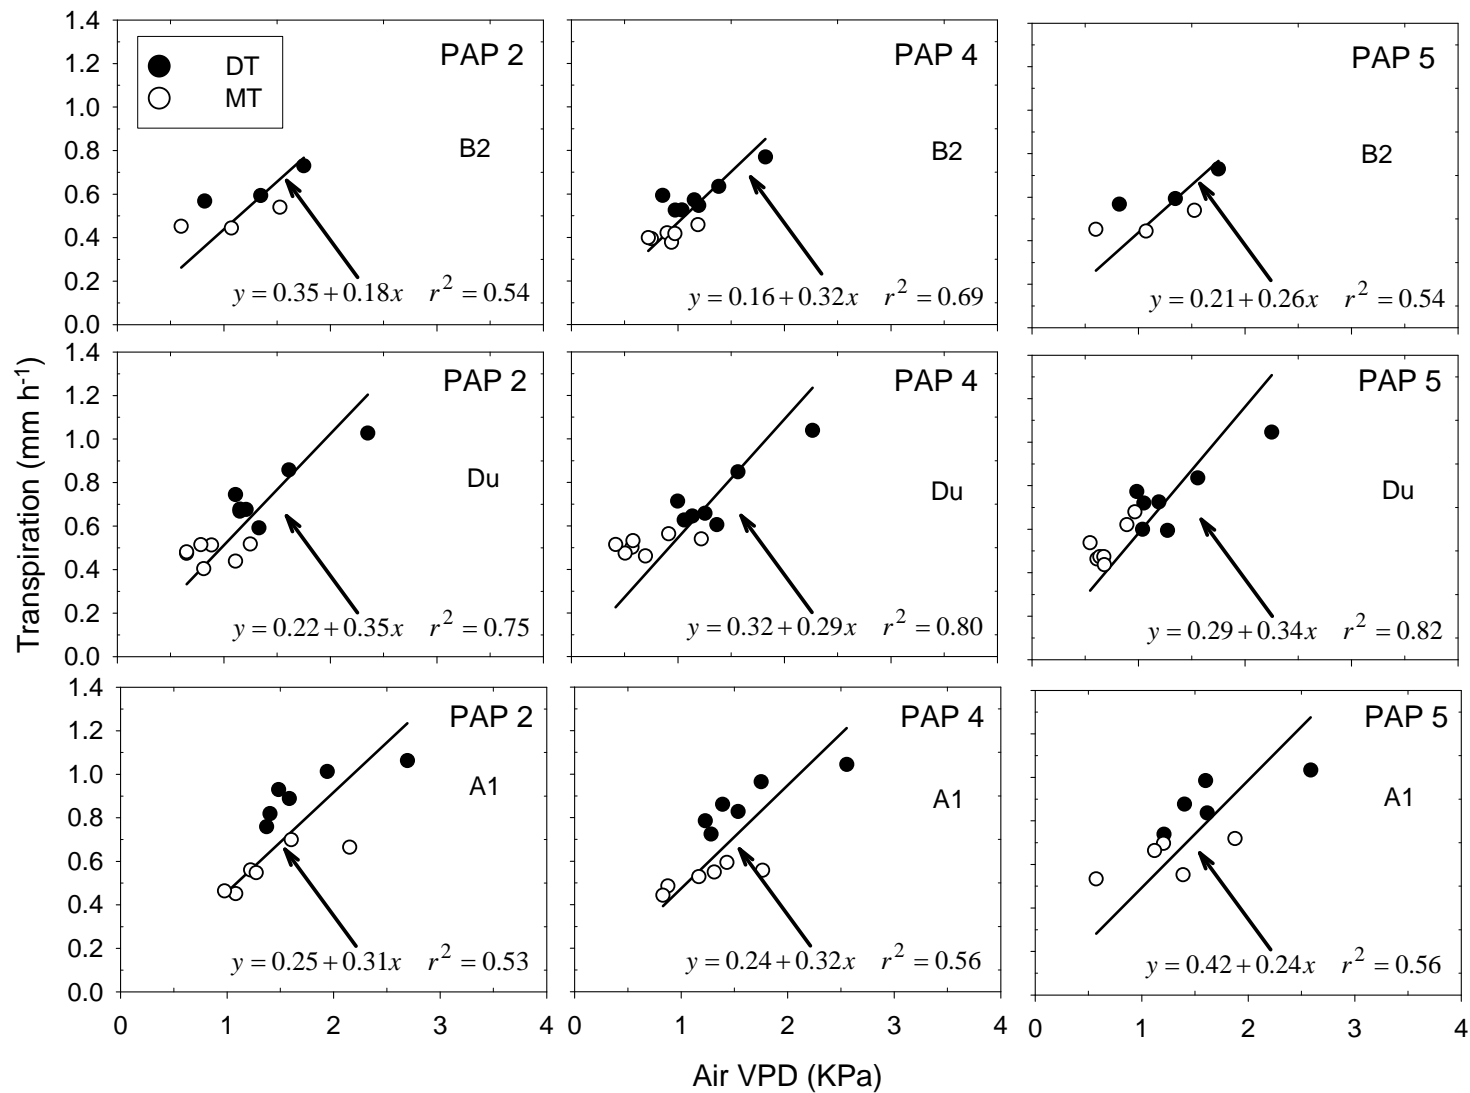 DT
MT
PAP 2
B2
y = 0.35 + 0.18x r² = 0.54
PAP 4
B2
y = 0.16 + 0.32x r² = 0.69
PAP 5
B2
y = 0.21 + 0.26x r² = 0.54
1.4
1.2
1.0
0.8
0.6
0.4
0.2
0.0
PAP 2
Du
y = 0.22 + 0.35x r² = 0.75
PAP 4
Du
y = 0.32 + 0.29x r² = 0.80
PAP 5
Du
y = 0.29 + 0.34x r² = 0.82
1.4
1.2
1.0
0.8
0.6
0.4
0.2
0.0
Transpiration (mm h-1)
PAP 2
A1
y = 0.25 + 0.31x r² = 0.53
PAP 4
A1
y = 0.24 + 0.32x r² = 0.56
PAP 5
A1
y = 0.42 + 0.24x r² = 0.56
1.4
1.2
1.0
0.8
0.6
0.4
0.2
0.0
0 1 2 3 4
0 1 2 3 4
0 1 2 3 4
Air VPD (KPa)